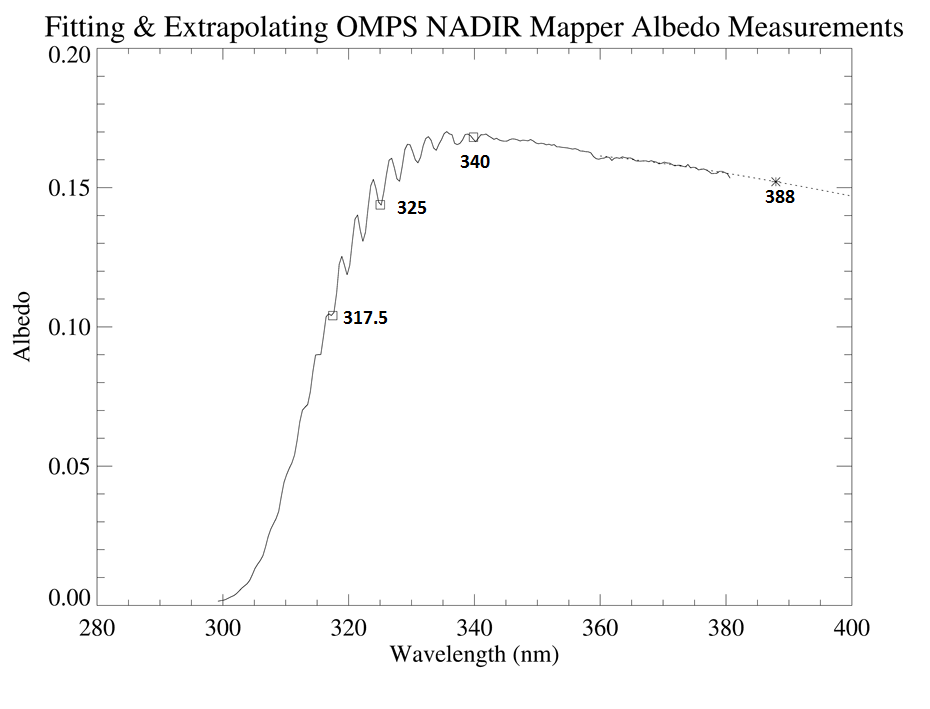 Fitting & Extrapolating OMPS NADIR Mapper Albedo Measurements
0.20
0.15
0.10
0.05
0.00
Albedo
340
325
388
317.5
280 300 320 340 360 380 400
Wavelength (nm)